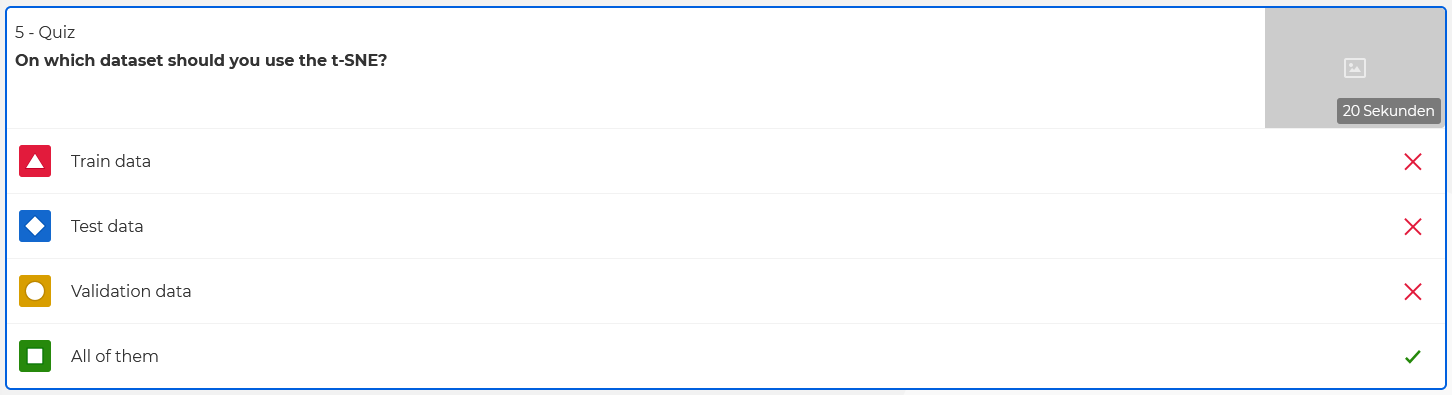 5 - Quiz
On which dataset should you use the t-SNE?
20 Sekunden
Train data
Test data
Validation data
All of them